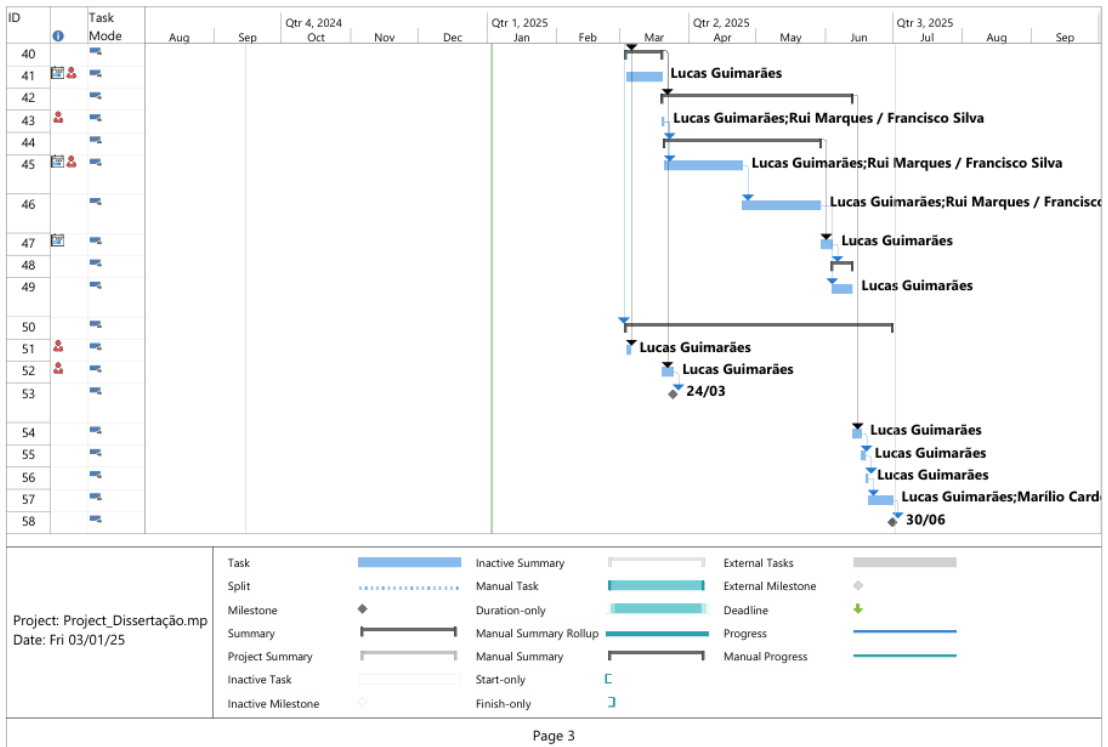 ID Task Mode
Qtr 4, 2024 Qtr 1, 2025 Qtr 2, 2025 Qtr 3, 2025
Aug Sep Oct Nov Dec Jan Feb Mar Apr May Jun Jul Aug Sep
40
41 Lucas Guimarães
42
43 Lucas Guimarães;Rui Marques / Francisco Silva
44
45 Lucas Guimarães;Rui Marques / Francisco Silva
46 Lucas Guimarães;Rui Marques / Francisco
47 Lucas Guimarães
48
49 Lucas Guimarães
50
51 Lucas Guimarães
52 Lucas Guimarães
53 24/03
54 Lucas Guimarães
55 Lucas Guimarães
56 Lucas Guimarães
57 Lucas Guimarães;Marílio Card
58 30/06
Project: Project_Dissertação.mp
Date: Fri 03/01/25
Task
Split
Milestone
Summary
Project Summary
Inactive Task
Inactive Milestone
Inactive Summary
Manual Task
Duration-only
Manual Summary Rollup
Manual Summary
Start-only
Finish-only
External Tasks
External Milestone
Deadline
Progress
Manual Progress
Page 3